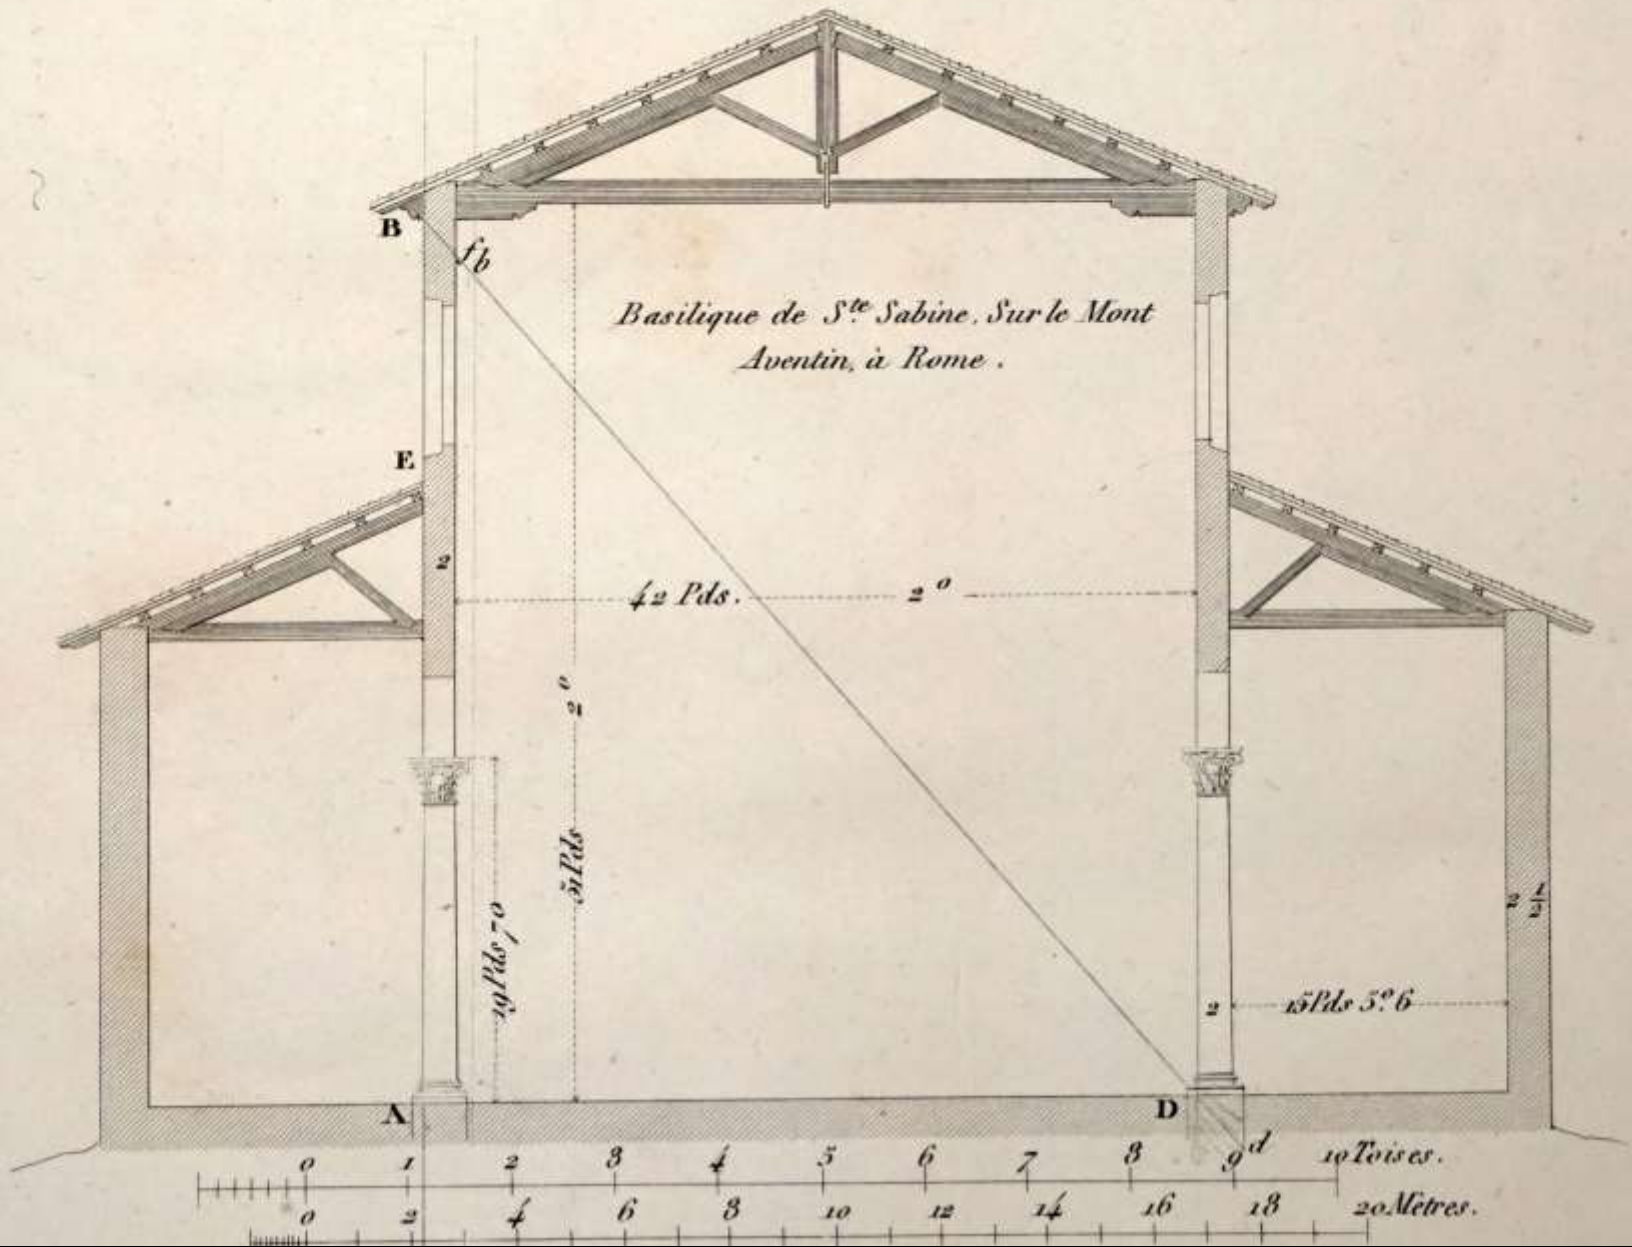 B
f b
Basilique de Ste Sabine. Sur le Mont
Aventin, à Rome.
E
2
42 Pds. 2°
51 Pds 2°
19 Pds 7°
2 1/2
2
15 Pds 5° 6
A
D
d
0 1 2 3 4 5 6 7 8 9 10 Toises.
0 2 4 6 8 10 12 14 16 18 20 Mètres.